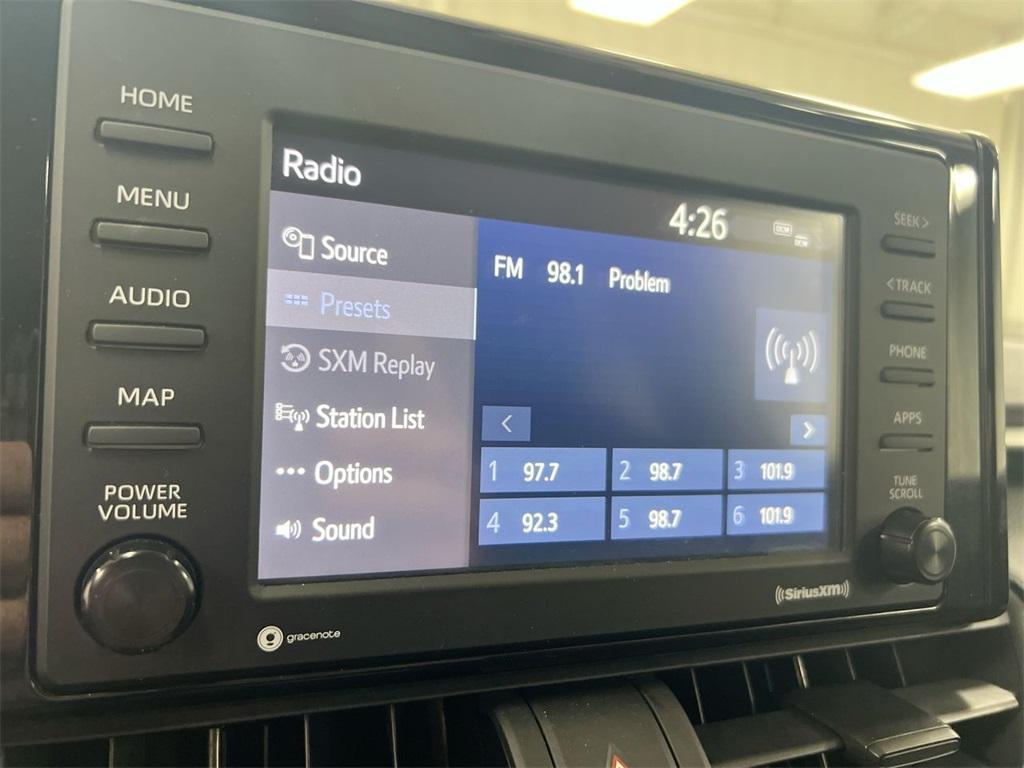 HOME
MENU
AUDIO
MAP
POWER
VOLUME
Radio
4:26
DCM
DCM
Source
Presets
SXM Replay
Station List
Options
Sound
FM 98.1 Problem
<
>
1 97.7
2 98.7
3 101.9
4 92.3
5 98.7
6 101.9
SEEK >
< TRACK
PHONE
APPS
TUNE
SCROLL
gracenote
SiriusXM